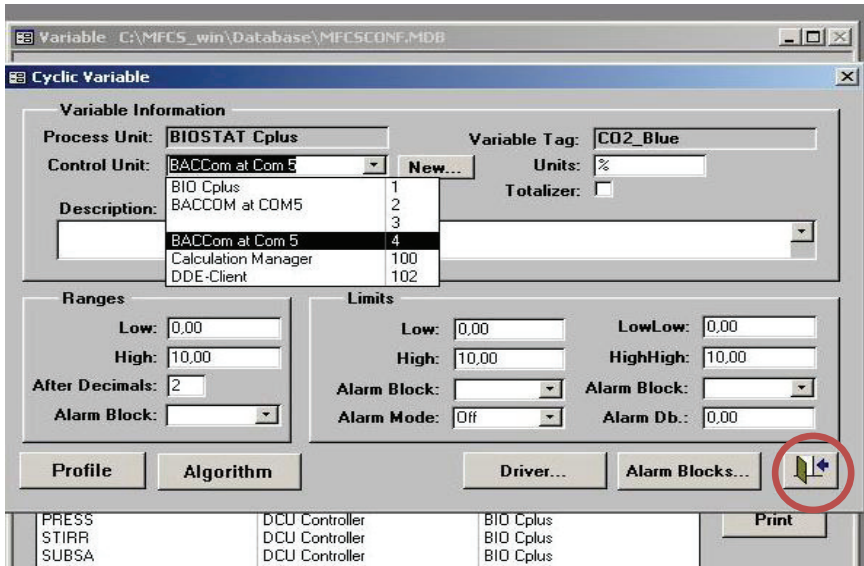 Variable C:\MFCS_win\Database\MFCSCONF.MDB
Cyclic Variable
Variable Information
Process Unit: BIOSTAT Cplus Variable Tag: CO2_Blue
Control Unit: BACCom at Com 5 New... Units: %
Totalizer:
BIO Cplus 1
Description: BACCOM at COM5 2
3
BACCom at Com 5 4
Calculation Manager 100
DDE-Client 102
Ranges Limits
Low: 0,00 Low: 0,00 LowLow: 0,00
High: 10,00 High: 10,00 HighHigh: 10,00
After Decimals: 2 Alarm Block: Alarm Block:
Alarm Block: Alarm Mode: Off Alarm Db.: 0,00
Profile Algorithm Driver... Alarm Blocks...
PRESS DCU Controller BIO Cplus Print
STIRR DCU Controller BIO Cplus
SUBSA DCU Controller BIO Cplus